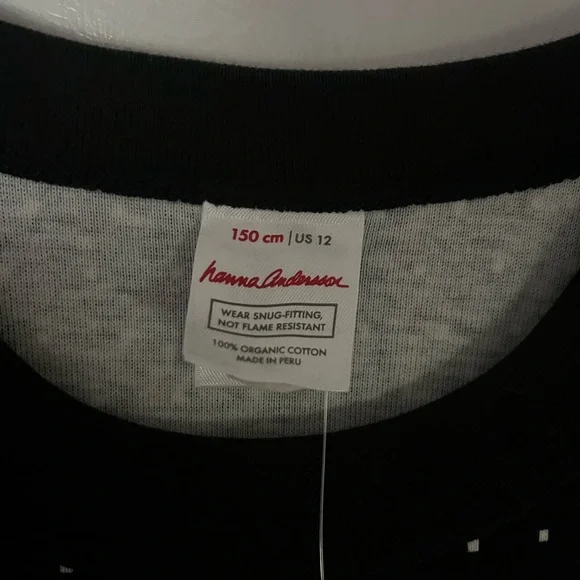 150 cm | US 12
hanna andersson
WEAR SNUG-FITTING,
NOT FLAME RESISTANT
100% ORGANIC COTTON
MADE IN PERU